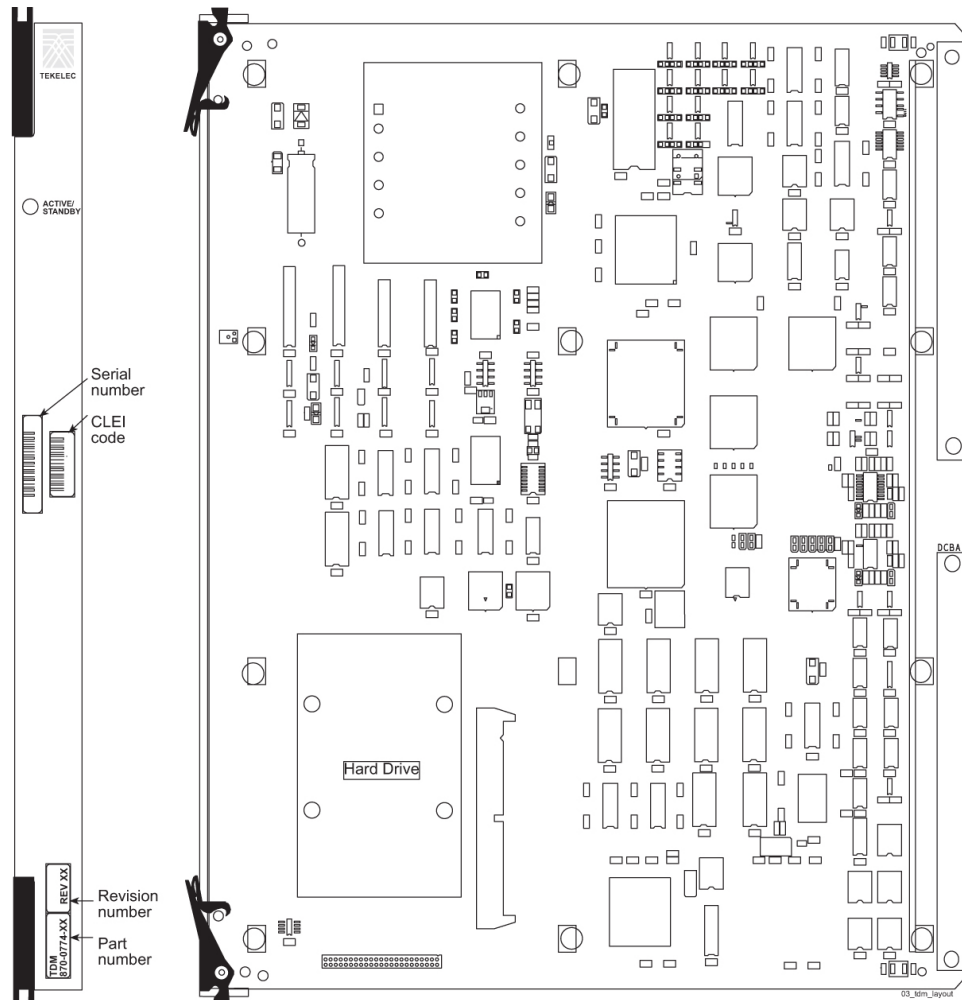 TEKELEC
ACTIVE/
STANDBY
Serial
number
CLEI
code
DCBA
Hard Drive
REV XX
Revision
number
TDM
870-0774-XX
Part
number
03_tdm_layout